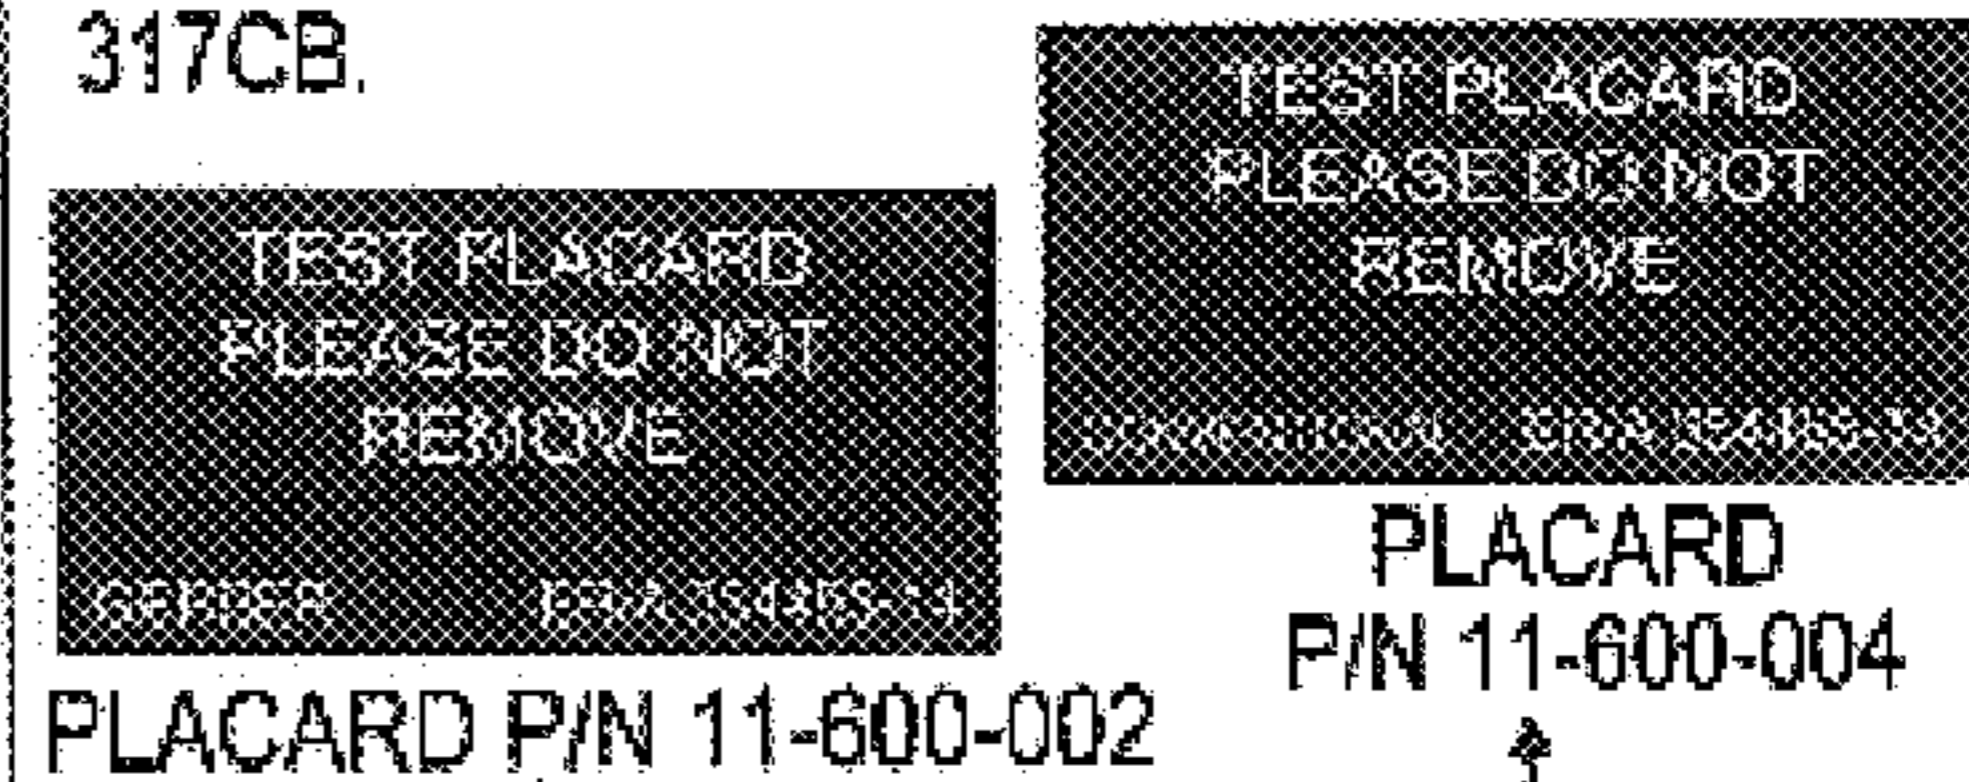 317CB.
TEST PLACARD
PLEASE DO NOT
REMOVE
PLACARD P/N 11-600-002
TEST PLACARD
PLEASE DO NOT
REMOVE
PLACARD
P/N 11-600-004